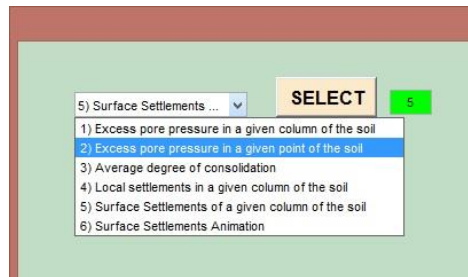 5) Surface Settlements ...
SELECT
5
1) Excess pore pressure in a given column of the soil
2) Excess pore pressure in a given point of the soil
3) Average degree of consolidation
4) Local settlements in a given column of the soil
5) Surface Settlements of a given column of the soil
6) Surface Settlements Animation